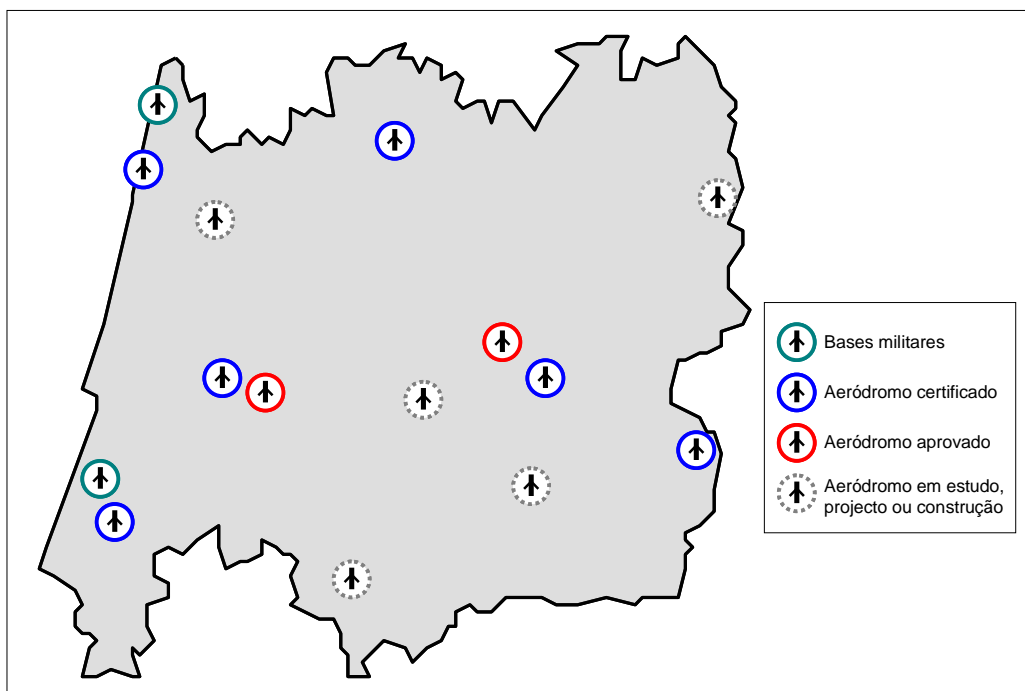 Bases militares
Aeródromo certificado
Aeródromo aprovado
Aeródromo em estudo,
projecto ou construção